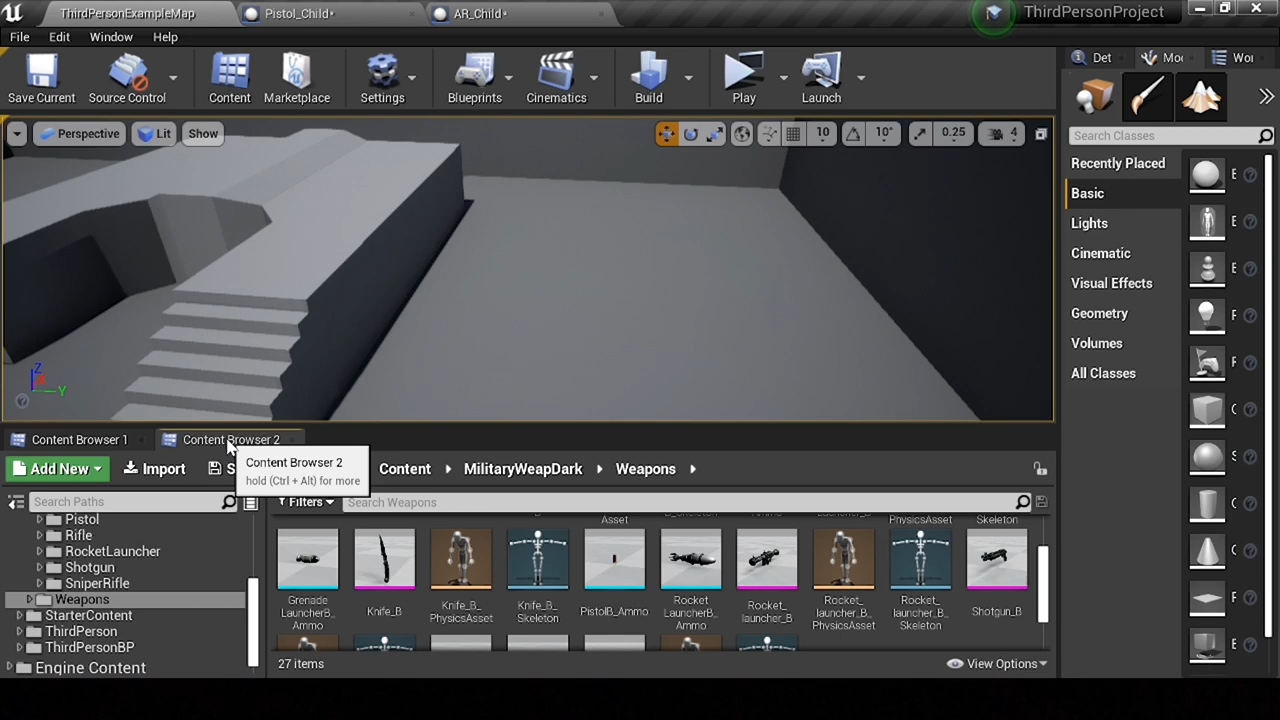 ThirdPersonExampleMap
Pistol_Child*
AR_Child*
ThirdPersonProject
File Edit Window Help
Save Current
Source Control
Content
Marketplace
Settings
Blueprints
Cinematics
Build
Play
Launch
Det
Wor
Search Classes
Perspective
Lit
Show
10
10°
0.25
4
Recently Placed
Basic
Lights
Cinematic
Visual Effects
Geometry
Volumes
All Classes
Z
Y
Content Browser 1
Content Browser 2
Content Browser 2
hold (Ctrl + Alt) for more
Add New
Import
Content
MilitaryWeapDark
Weapons
Search Paths
Filters
Search Weapons
Pistol
Rifle
RocketLauncher
Shotgun
SniperRifle
Weapons
StarterContent
ThirdPerson
ThirdPersonBP
Engine Content
Asset
B_Skeleton
PhysicsAsset
Skeleton
Grenade
LauncherB_
Ammo
Knife_B
Knife_B_
PhysicsAsset
Knife_B_
Skeleton
PistolB_Ammo
Rocket
LauncherB_
Ammo
Rocket_
launcher_B
Rocket_
launcher_B_
PhysicsAsset
Rocket_
launcher_B_
Skeleton
Shotgun_B
27 items
View Options